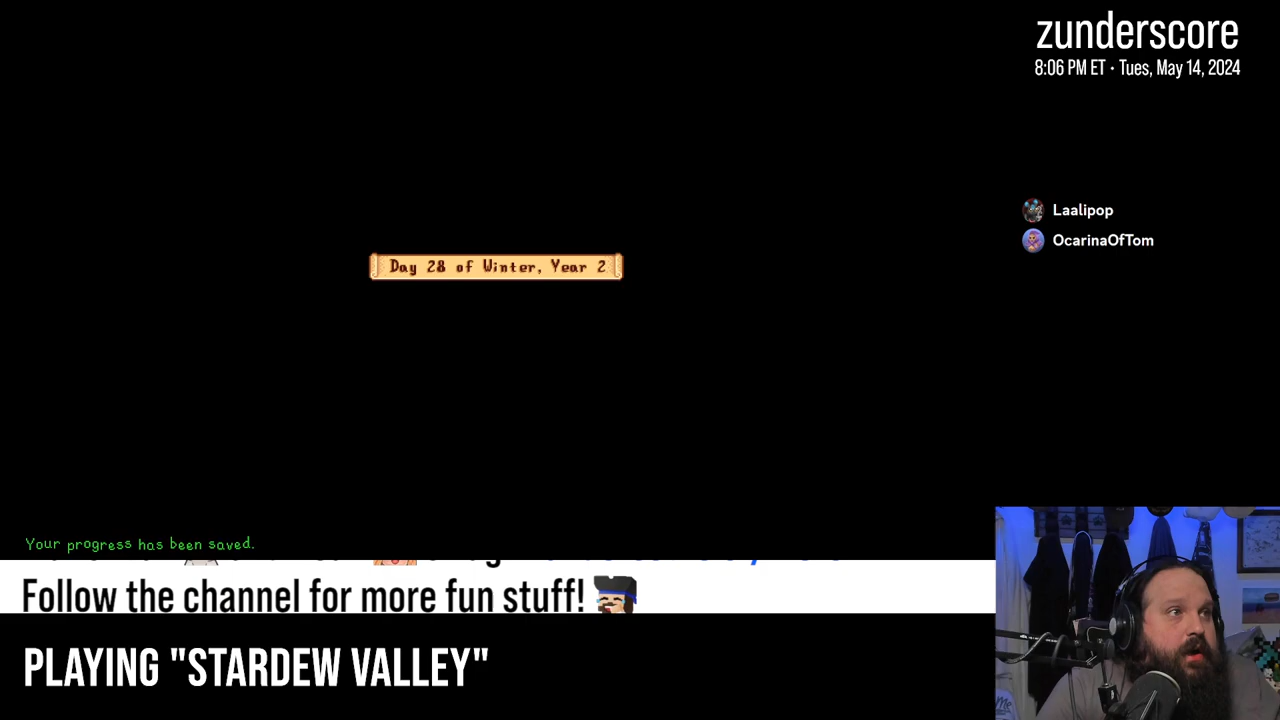 zunderscore
8:06 PM ET • Tues, May 14, 2024
Laalipop
OcarinaOfTom
Day 28 of Winter, Year 2
Your progress has been saved.
Follow the channel for more fun stuff!
PLAYING "STARDEW VALLEY"